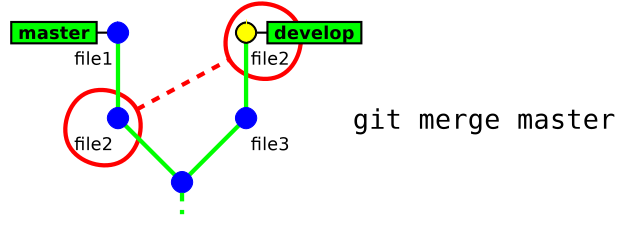 master
develop
file1
file2
git merge master
file2
file3